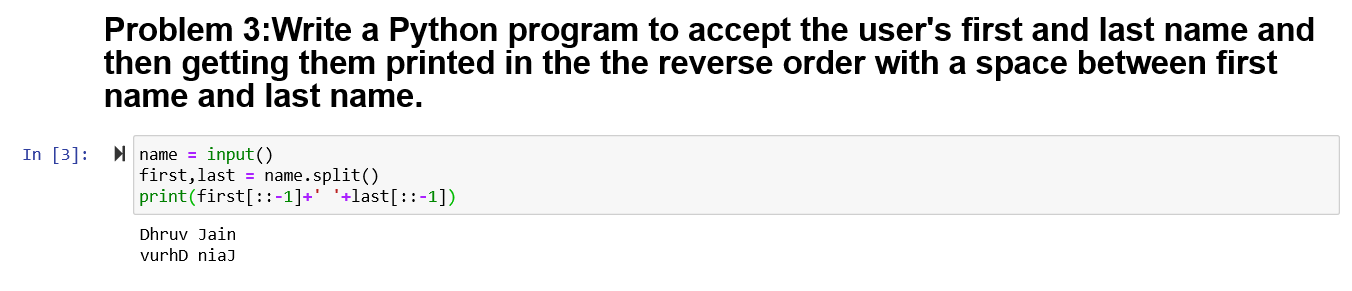 Problem 3:Write a Python program to accept the user's first and last name and
then getting them printed in the the reverse order with a space between first
name and last name.
In [3]:
name = input()
first,last = name.split()
print(first[::-1]+' '+last[::-1])
Dhruv Jain
vurhD niaJ